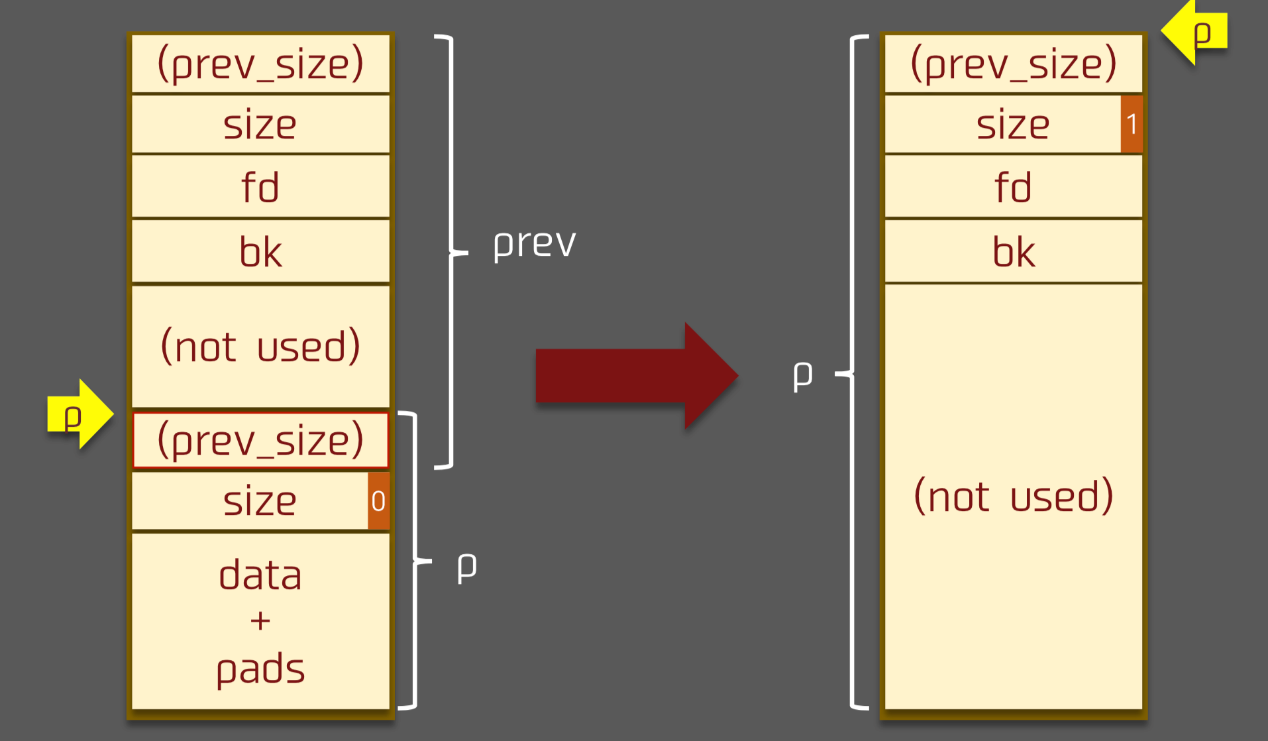 (prev_size)
size
fd
bk
(not used)
(prev_size)
size 0
data
+
pads
p
prev
p
(prev_size)
size 1
fd
bk
(not used)
p
p